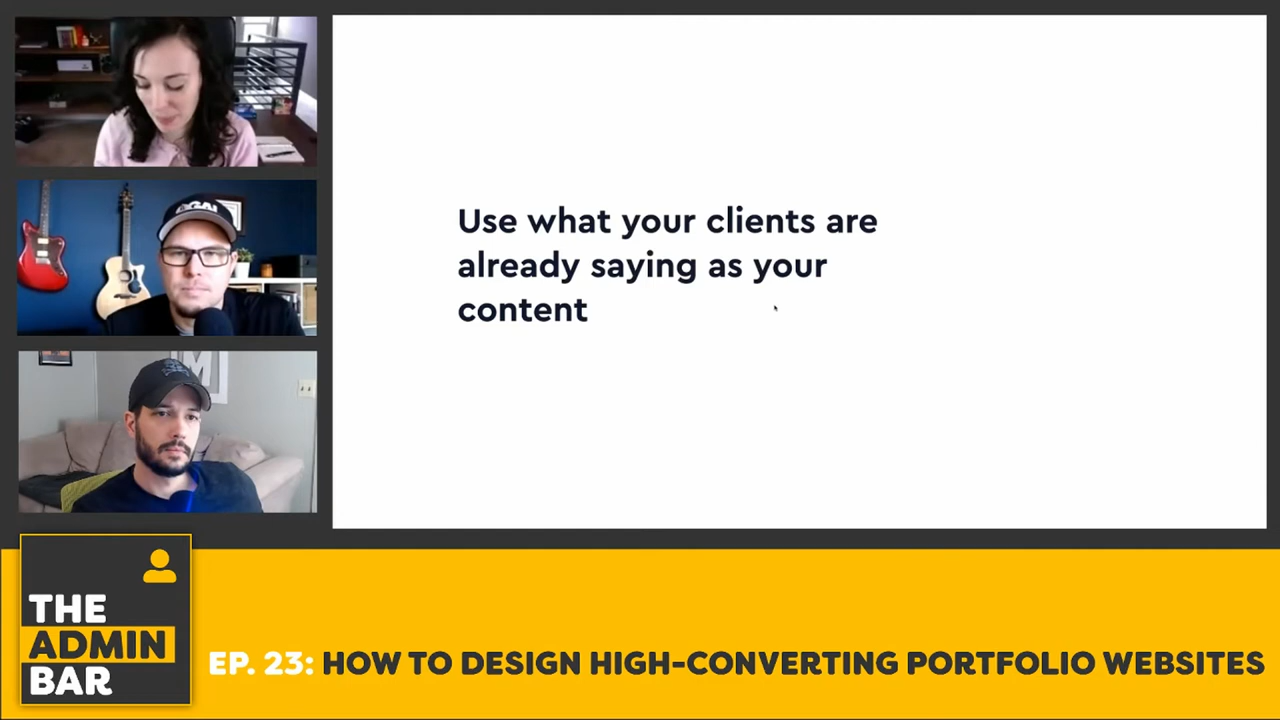 Use what your clients are
already saying as your
content
THE
ADMIN
BAR
EP. 23: HOW TO DESIGN HIGH-CONVERTING PORTFOLIO WEBSITES